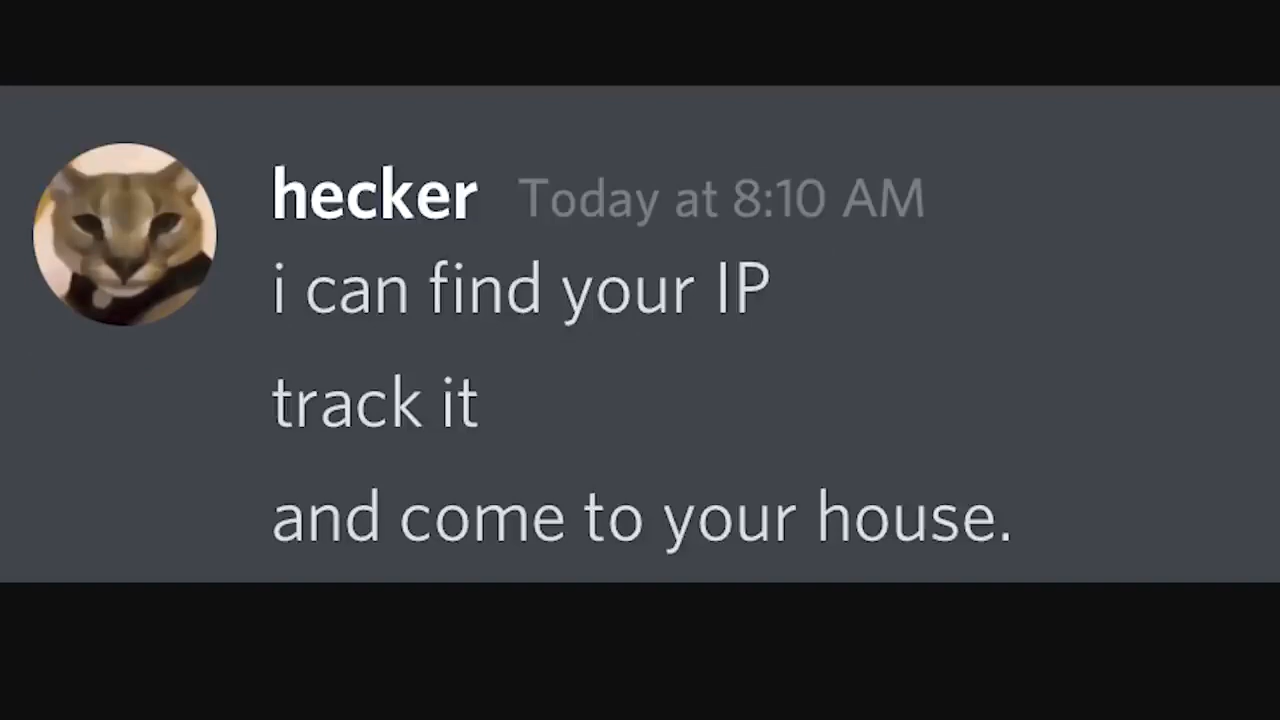 hecker Today at 8:10 AM
i can find your IP
track it
and come to your house.